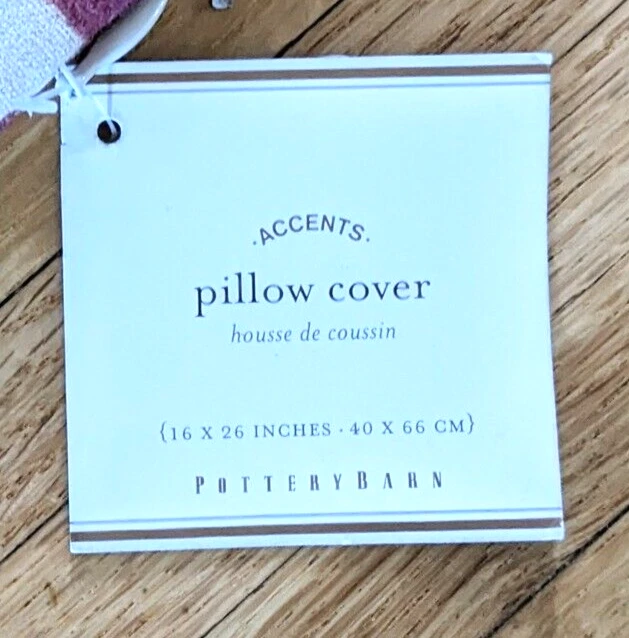 ·ACCENTS·
pillow cover
housse de coussin
{16 X 26 INCHES · 40 X 66 CM}
POTTERYBARN